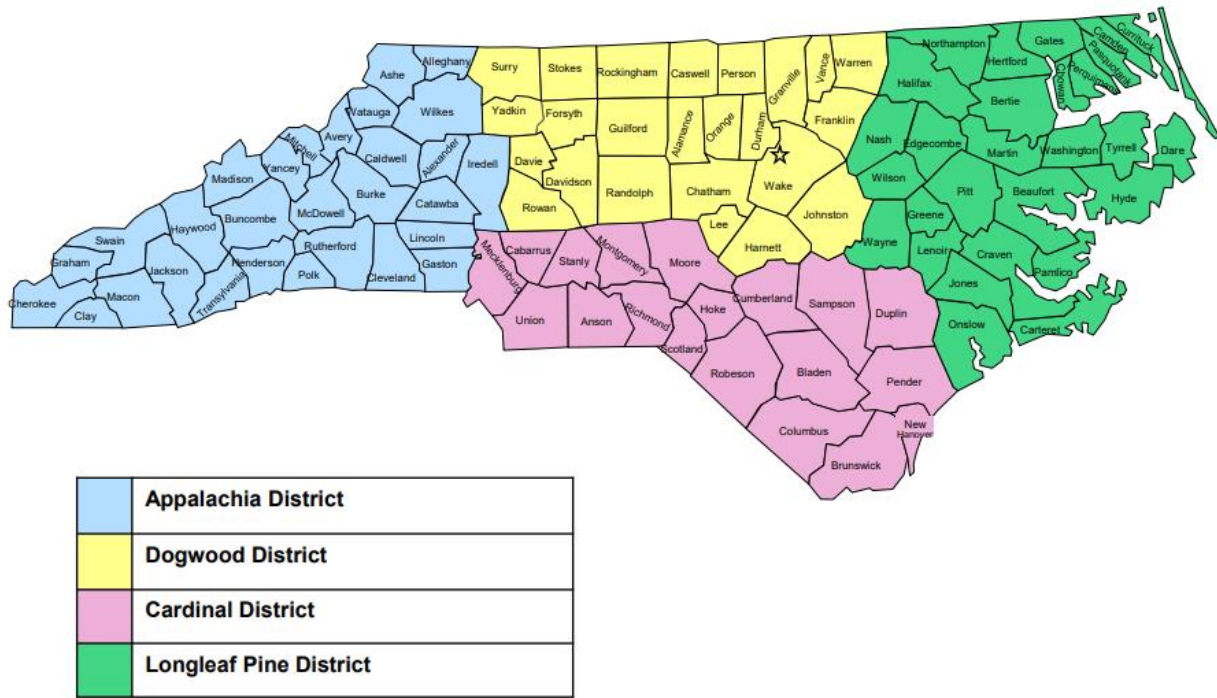 Ashe
Alleghany
Surry
Stokes
Rockingham
Caswell
Person
Granville
Vance
Warren
Northampton
Gates
Camden
Currituck
Pasquotank
Perquimans
Chowan
Hertford
Halifax
Bertie
Watauga
Wilkes
Yadkin
Forsyth
Guilford
Alamance
Orange
Durham
Franklin
Nash
Edgecombe
Martin
Washington
Tyrrell
Dare
Mitchell
Avery
Caldwell
Alexander
Iredell
Davie
Davidson
Randolph
Chatham
Wake
Wilson
Pitt
Beaufort
Hyde
Madison
Yancey
Burke
Catawba
Rowan
Lee
Johnston
Greene
Buncombe
McDowell
Haywood
Swain
Graham
Jackson
Rutherford
Lincoln
Henderson
Polk
Cleveland
Gaston
Mecklenburg
Cabarrus
Stanly
Montgomery
Moore
Harnett
Wayne
Lenoir
Craven
Pamlico
Jones
Cherokee
Macon
Clay
Transylvania
Union
Anson
Richmond
Hoke
Scotland
Cumberland
Sampson
Duplin
Onslow
Carteret
Robeson
Bladen
Pender
Columbus
New
Hanover
Brunswick
Appalachia District
Dogwood District
Cardinal District
Longleaf Pine District